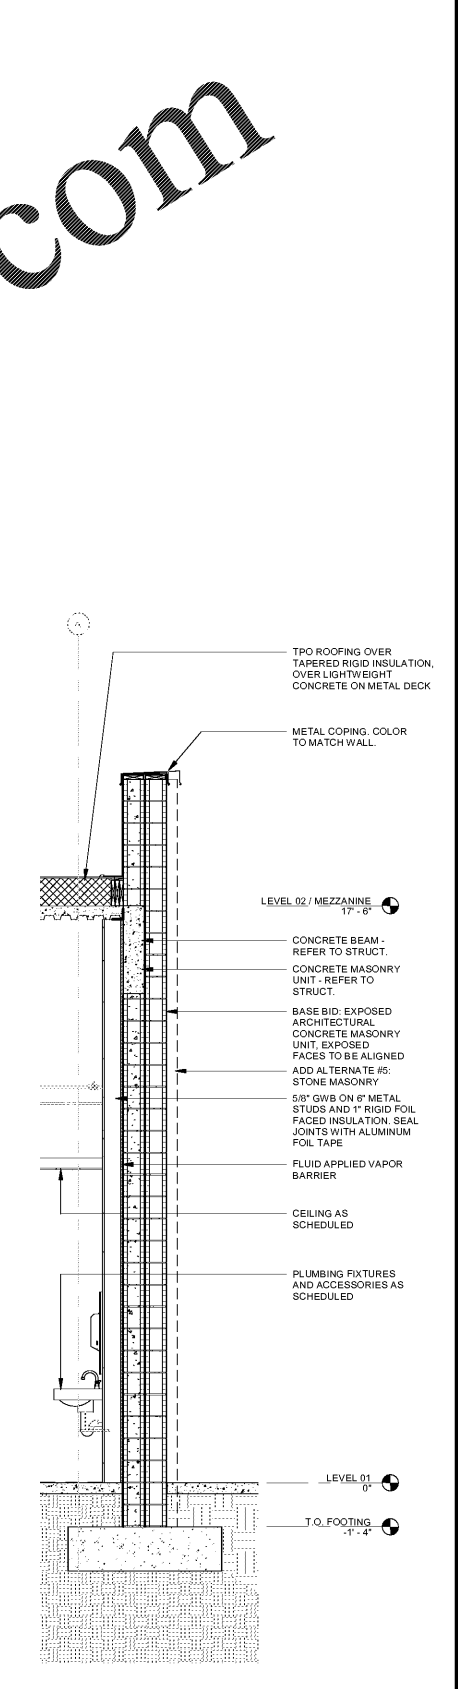 .com
TPO ROOFING OVER
TAPERED RIGID INSULATION,
OVER LIGHTWEIGHT
CONCRETE ON METAL DECK
METAL COPING. COLOR
TO MATCH WALL.
LEVEL 02 / MEZZANINE
17' - 6"
CONCRETE BEAM -
REFER TO STRUCT.
CONCRETE MASONRY
UNIT - REFER TO
STRUCT.
BASE BID: EXPOSED
ARCHITECTURAL
CONCRETE MASONRY
UNIT, EXPOSED
FACES TO BE ALIGNED
ADD ALTERNATE #5:
STONE MASONRY
5/8" GWB ON 6" METAL
STUDS AND 1" RIGID FOIL
FACED INSULATION. SEAL
JOINTS WITH ALUMINUM
FOIL TAPE
FLUID APPLIED VAPOR
BARRIER
CEILING AS
SCHEDULED
PLUMBING FIXTURES
AND ACCESSORIES AS
SCHEDULED
LEVEL 01
0"
T.O. FOOTING
-1' - 4"